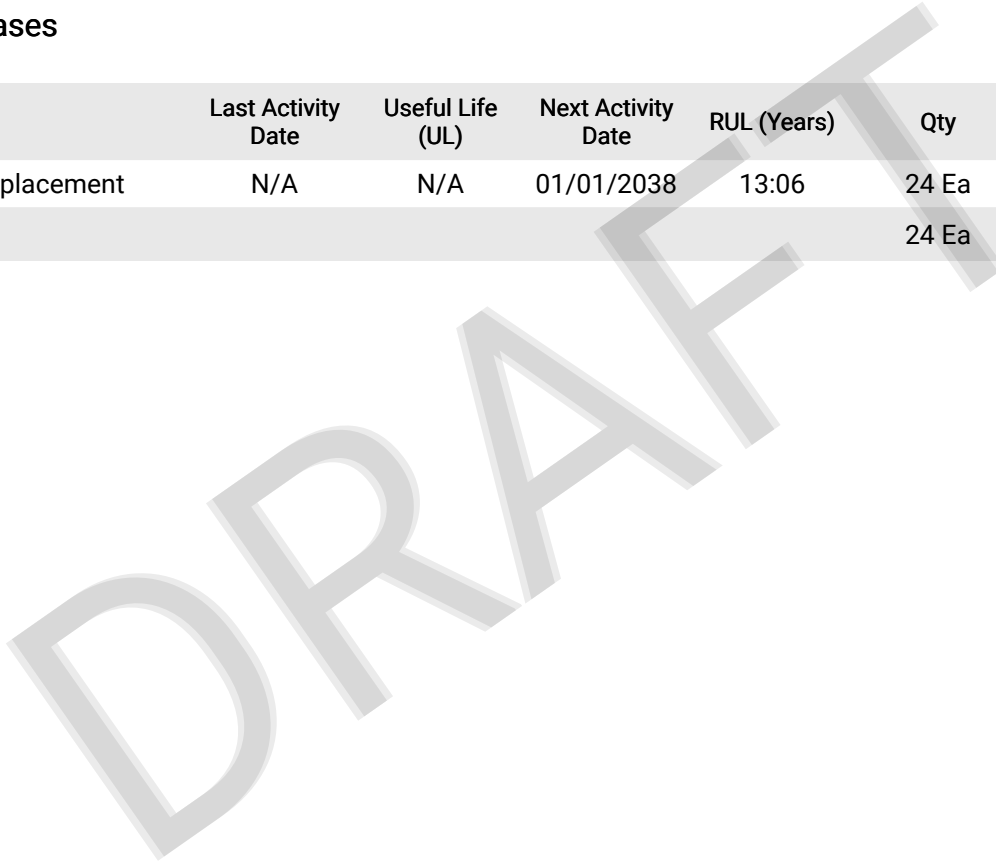 ases
Last Activity Date Useful Life (UL) Next Activity Date RUL (Years) Qty
placement N/A N/A 01/01/2038 13:06 24 Ea
24 Ea
DRAFT